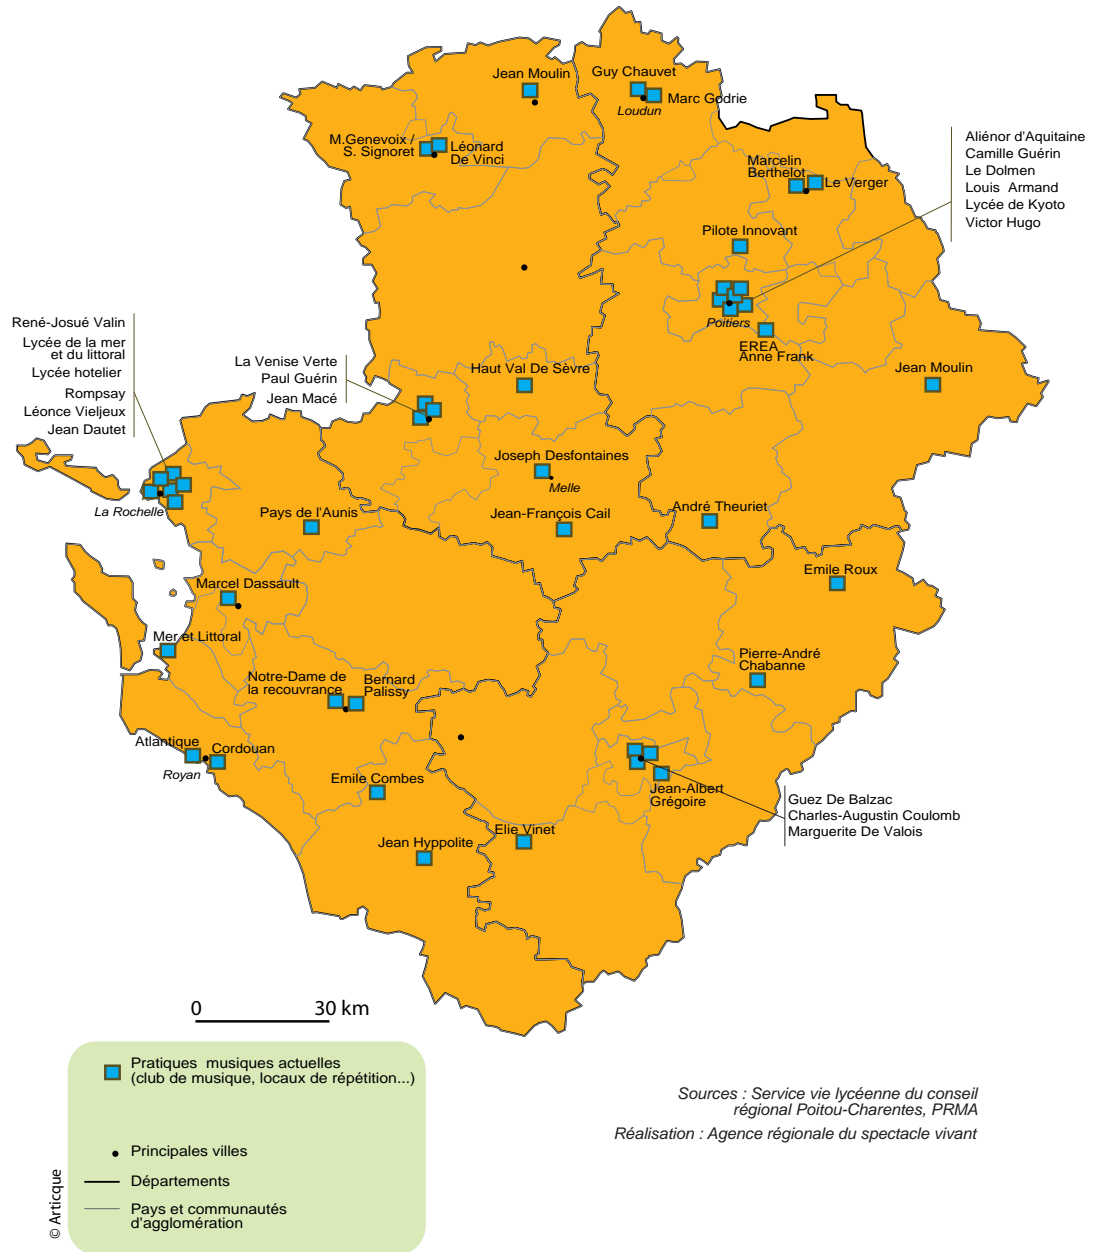 Jean Moulin
Guy Chauvet
Marc Godrie
Loudun
M.Genevoix /
S. Signoret
Léonard
De Vinci
Marcelin
Berthelot
Le Verger
Aliénor d'Aquitaine
Camille Guérin
Le Dolmen
Louis Armand
Lycée de Kyoto
Victor Hugo
Pilote Innovant
Poitiers
EREA
Anne Frank
Jean Moulin
René-Josué Valin
Lycée de la mer
et du littoral
Lycée hotelier
Rompsay
Léonce Vieljeux
Jean Dautet
La Venise Verte
Paul Guérin
Jean Macé
Haut Val De Sèvre
Joseph Desfontaines
Melle
Jean-François Cail
André Theuriet
La Rochelle
Pays de l'Aunis
Emile Roux
Marcel Dassault
Mer et Littoral
Pierre-André
Chabanne
Notre-Dame de
la recouvrance
Bernard
Palissy
Atlantique
Cordouan
Royan
Emile Combes
Jean-Albert
Grégoire
Guez De Balzac
Charles-Augustin Coulomb
Marguerite De Valois
Jean Hyppolite
Elie Vinet
0 30 km
Pratiques musiques actuelles
(club de musique, locaux de répétition...)
Principales villes
Départements
Pays et communautés
d'agglomération
© Articque
Sources : Service vie lycéenne du conseil
régional Poitou-Charentes, PRMA
Réalisation : Agence régionale du spectacle vivant